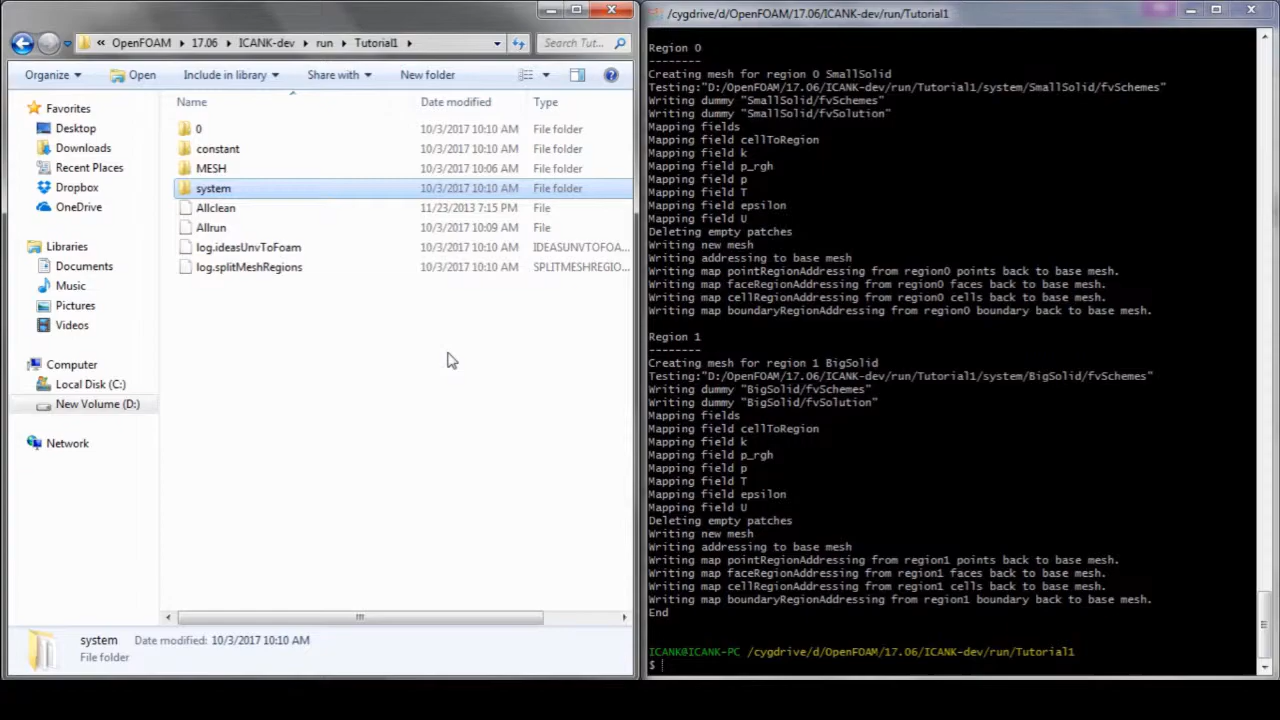 « OpenFOAM ▸ 17.06 ▸ ICANK-dev ▸ run ▸ Tutorial1 ▸
Search Tut...
Organize ▾ Open Include in library ▾ Share with ▾ New folder
Name Date modified Type
Favorites
Desktop
Downloads
Recent Places
Dropbox
OneDrive
Libraries
Documents
Music
Pictures
Videos
Computer
Local Disk (C:)
New Volume (D:)
Network
0 10/3/2017 10:10 AM File folder
constant 10/3/2017 10:10 AM File folder
MESH 10/3/2017 10:06 AM File folder
system 10/3/2017 10:10 AM File folder
Allclean 11/23/2013 7:15 PM File
Allrun 10/3/2017 10:09 AM File
log.ideasUnvToFoam 10/3/2017 10:10 AM IDEASUNVTOFOA...
log.splitMeshRegions 10/3/2017 10:10 AM SPLITMESHREGIO...
system Date modified: 10/3/2017 10:10 AM
File folder
/cygdrive/d/OpenFOAM/17.06/ICANK-dev/run/Tutorial1
Region 0
--------
Creating mesh for region 0 SmallSolid
Testing:"D:/OpenFOAM/17.06/ICANK-dev/run/Tutorial1/system/SmallSolid/fvSchemes"
Writing dummy "SmallSolid/fvSchemes"
Writing dummy "SmallSolid/fvSolution"
Mapping fields
Mapping field cellToRegion
Mapping field k
Mapping field p_rgh
Mapping field p
Mapping field T
Mapping field epsilon
Mapping field U
Deleting empty patches
Writing new mesh
Writing addressing to base mesh
Writing map pointRegionAddressing from region0 points back to base mesh.
Writing map faceRegionAddressing from region0 faces back to base mesh.
Writing map cellRegionAddressing from region0 cells back to base mesh.
Writing map boundaryRegionAddressing from region0 boundary back to base mesh.
Region 1
--------
Creating mesh for region 1 BigSolid
Testing:"D:/OpenFOAM/17.06/ICANK-dev/run/Tutorial1/system/BigSolid/fvSchemes"
Writing dummy "BigSolid/fvSchemes"
Writing dummy "BigSolid/fvSolution"
Mapping fields
Mapping field cellToRegion
Mapping field k
Mapping field p_rgh
Mapping field p
Mapping field T
Mapping field epsilon
Mapping field U
Deleting empty patches
Writing new mesh
Writing addressing to base mesh
Writing map pointRegionAddressing from region1 points back to base mesh.
Writing map faceRegionAddressing from region1 faces back to base mesh.
Writing map cellRegionAddressing from region1 cells back to base mesh.
Writing map boundaryRegionAddressing from region1 boundary back to base mesh.
End
ICANK@ICANK-PC /cygdrive/d/OpenFOAM/17.06/ICANK-dev/run/Tutorial1
$